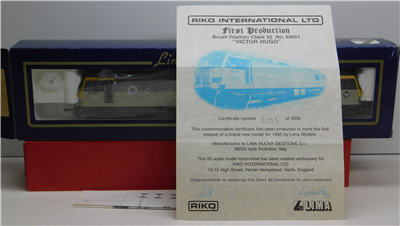 RIKO INTERNATIONAL LTD
First Production
Brush Traction Class 92 No. 92001
"VICTOR HUGO"
Certificate number 0205 of 3000
This commemorative certificate has been produced to mark the first
release of a brand new model for 1995 by Lima Models.
Manufactured by LIMA NUOVA GESTIONE S.r.l.
36033 Isola Vicentina, Italy
This 00 scale model locomotive has been created exclusively for
RIKO INTERNATIONAL LTD
13-15 High Street, Hemel Hempstead, Herts, England
Congratulations on acquiring this Class 92 locomotive for your collection.
RIKO
LIMA